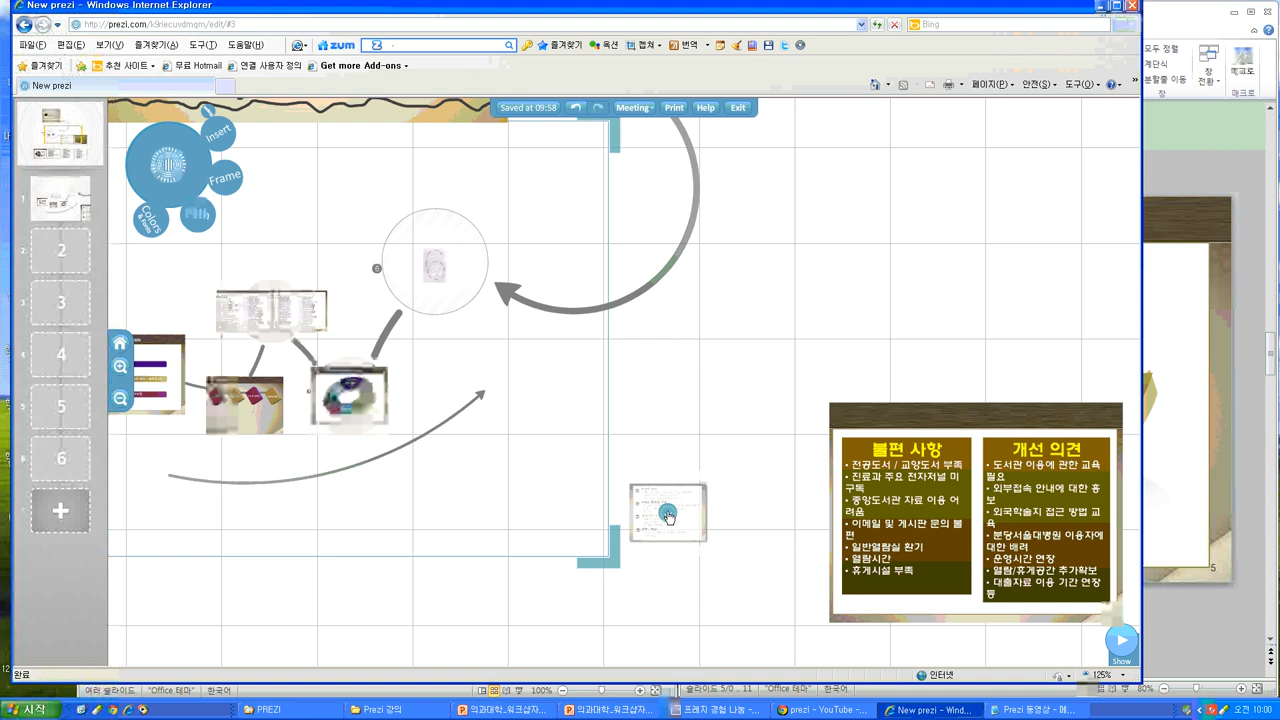 New prezi - Windows Internet Explorer
http://prezi.com/k9riecuvdmqm/edit/#3
Bing
파일(F) 편집(E) 보기(V) 즐겨찾기(A) 도구(T) 도움말(H)
zum
즐겨찾기 옥션 캡처 번역
즐겨찾기 추천 사이트 무료 Hotmail 연결 사용자 정의 Get more Add-ons
New prezi
페이지(P) 안전(S) 도구(O)
Saved at 09:58 Meeting Print Help Exit
Insert
Frame
Path
Colors & Fonts
1
2
3
4
5
6
6
불편 사항
• 전공도서 / 교양도서 부족
• 진료과 주요 전자저널 미
구독
• 중앙도서관 자료 이용 어
려움
• 이메일 및 게시판 문의 불
편
• 일반열람실 환기
• 열람시간
• 휴게시설 부족
개선 의견
• 도서관 이용에 관한 교육
필요
• 외부접속 안내에 대한 홍
보
• 외국학술지 접근 방법 교
육
• 분당서울대병원 이용자에
대한 배려
• 운영시간 연장
• 열람/휴게공간 추가확보
• 대출자료 이용 기간 연장
등
Show
완료
인터넷
125%
모두 정렬
계단식
분할줄 이동
창
전환
매크로
창
매크로
5
여러 슬라이드 "Office 테마" 한국어 100%
슬라이드 5/0 . 11 "Office 테마" 한국어 80%
시작
PREZI
Prezi 강의
의과대학_워크샵자...
의과대학_워크샵자...
프레지 경험 나눔 ...
prezi - YouTube -...
New prezi - Wind...
Prezi 동영상 - 메...
오전 10:00